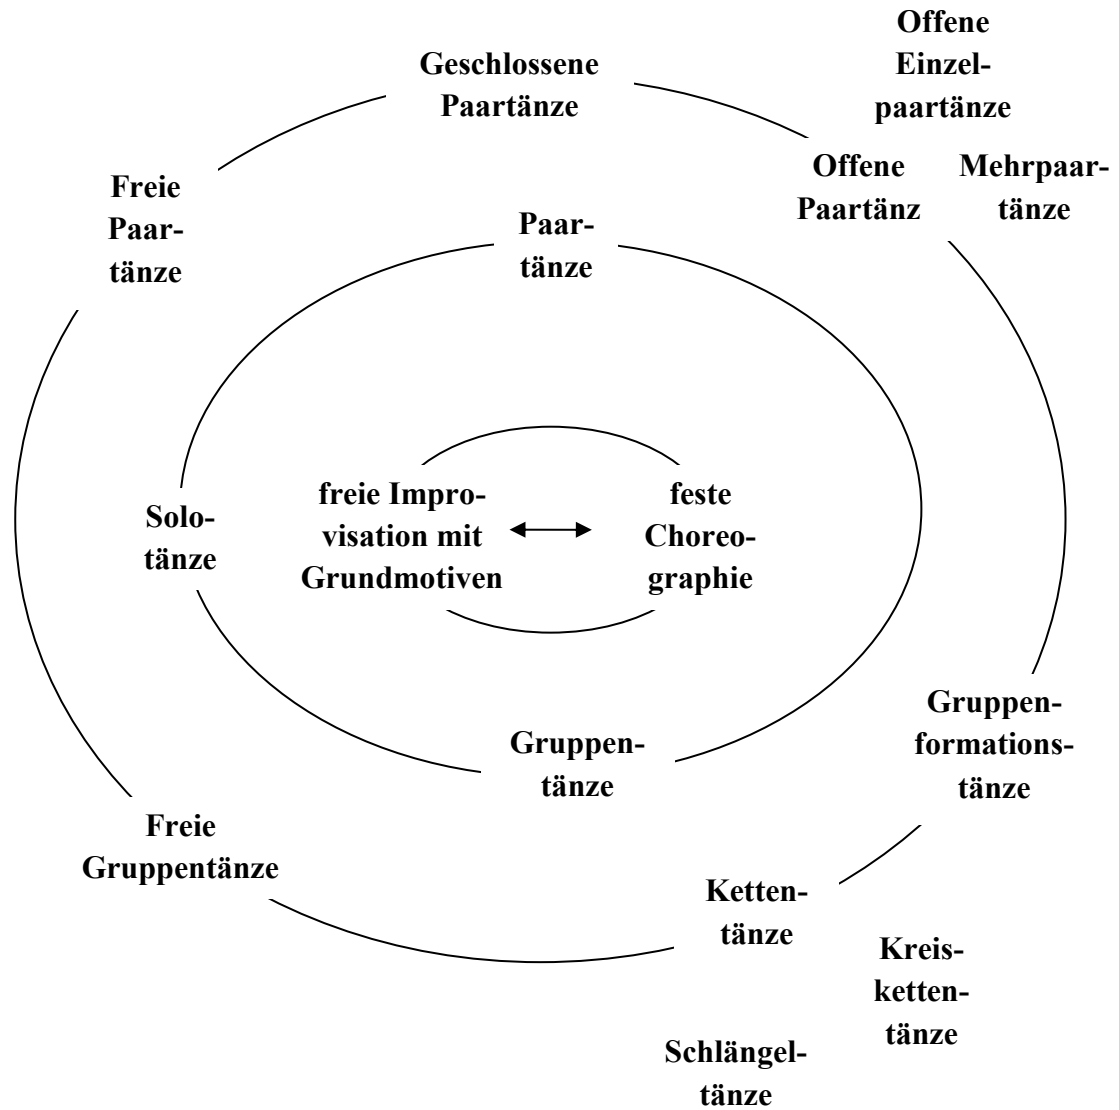 Offene
Einzel-
paartänze
Geschlossene
Paartänze
Offene
Paartänz
Mehrpaar-
tänze
Freie
Paar-
tänze
Paar-
tänze
Solo-
tänze
freie Impro-
visation mit
Grundmotiven
feste
Choreo-
graphie
Gruppen-
tänze
Gruppen-
formations-
tänze
Freie
Gruppentänze
Ketten-
tänze
Kreis-
ketten-
tänze
Schlängel-
tänze